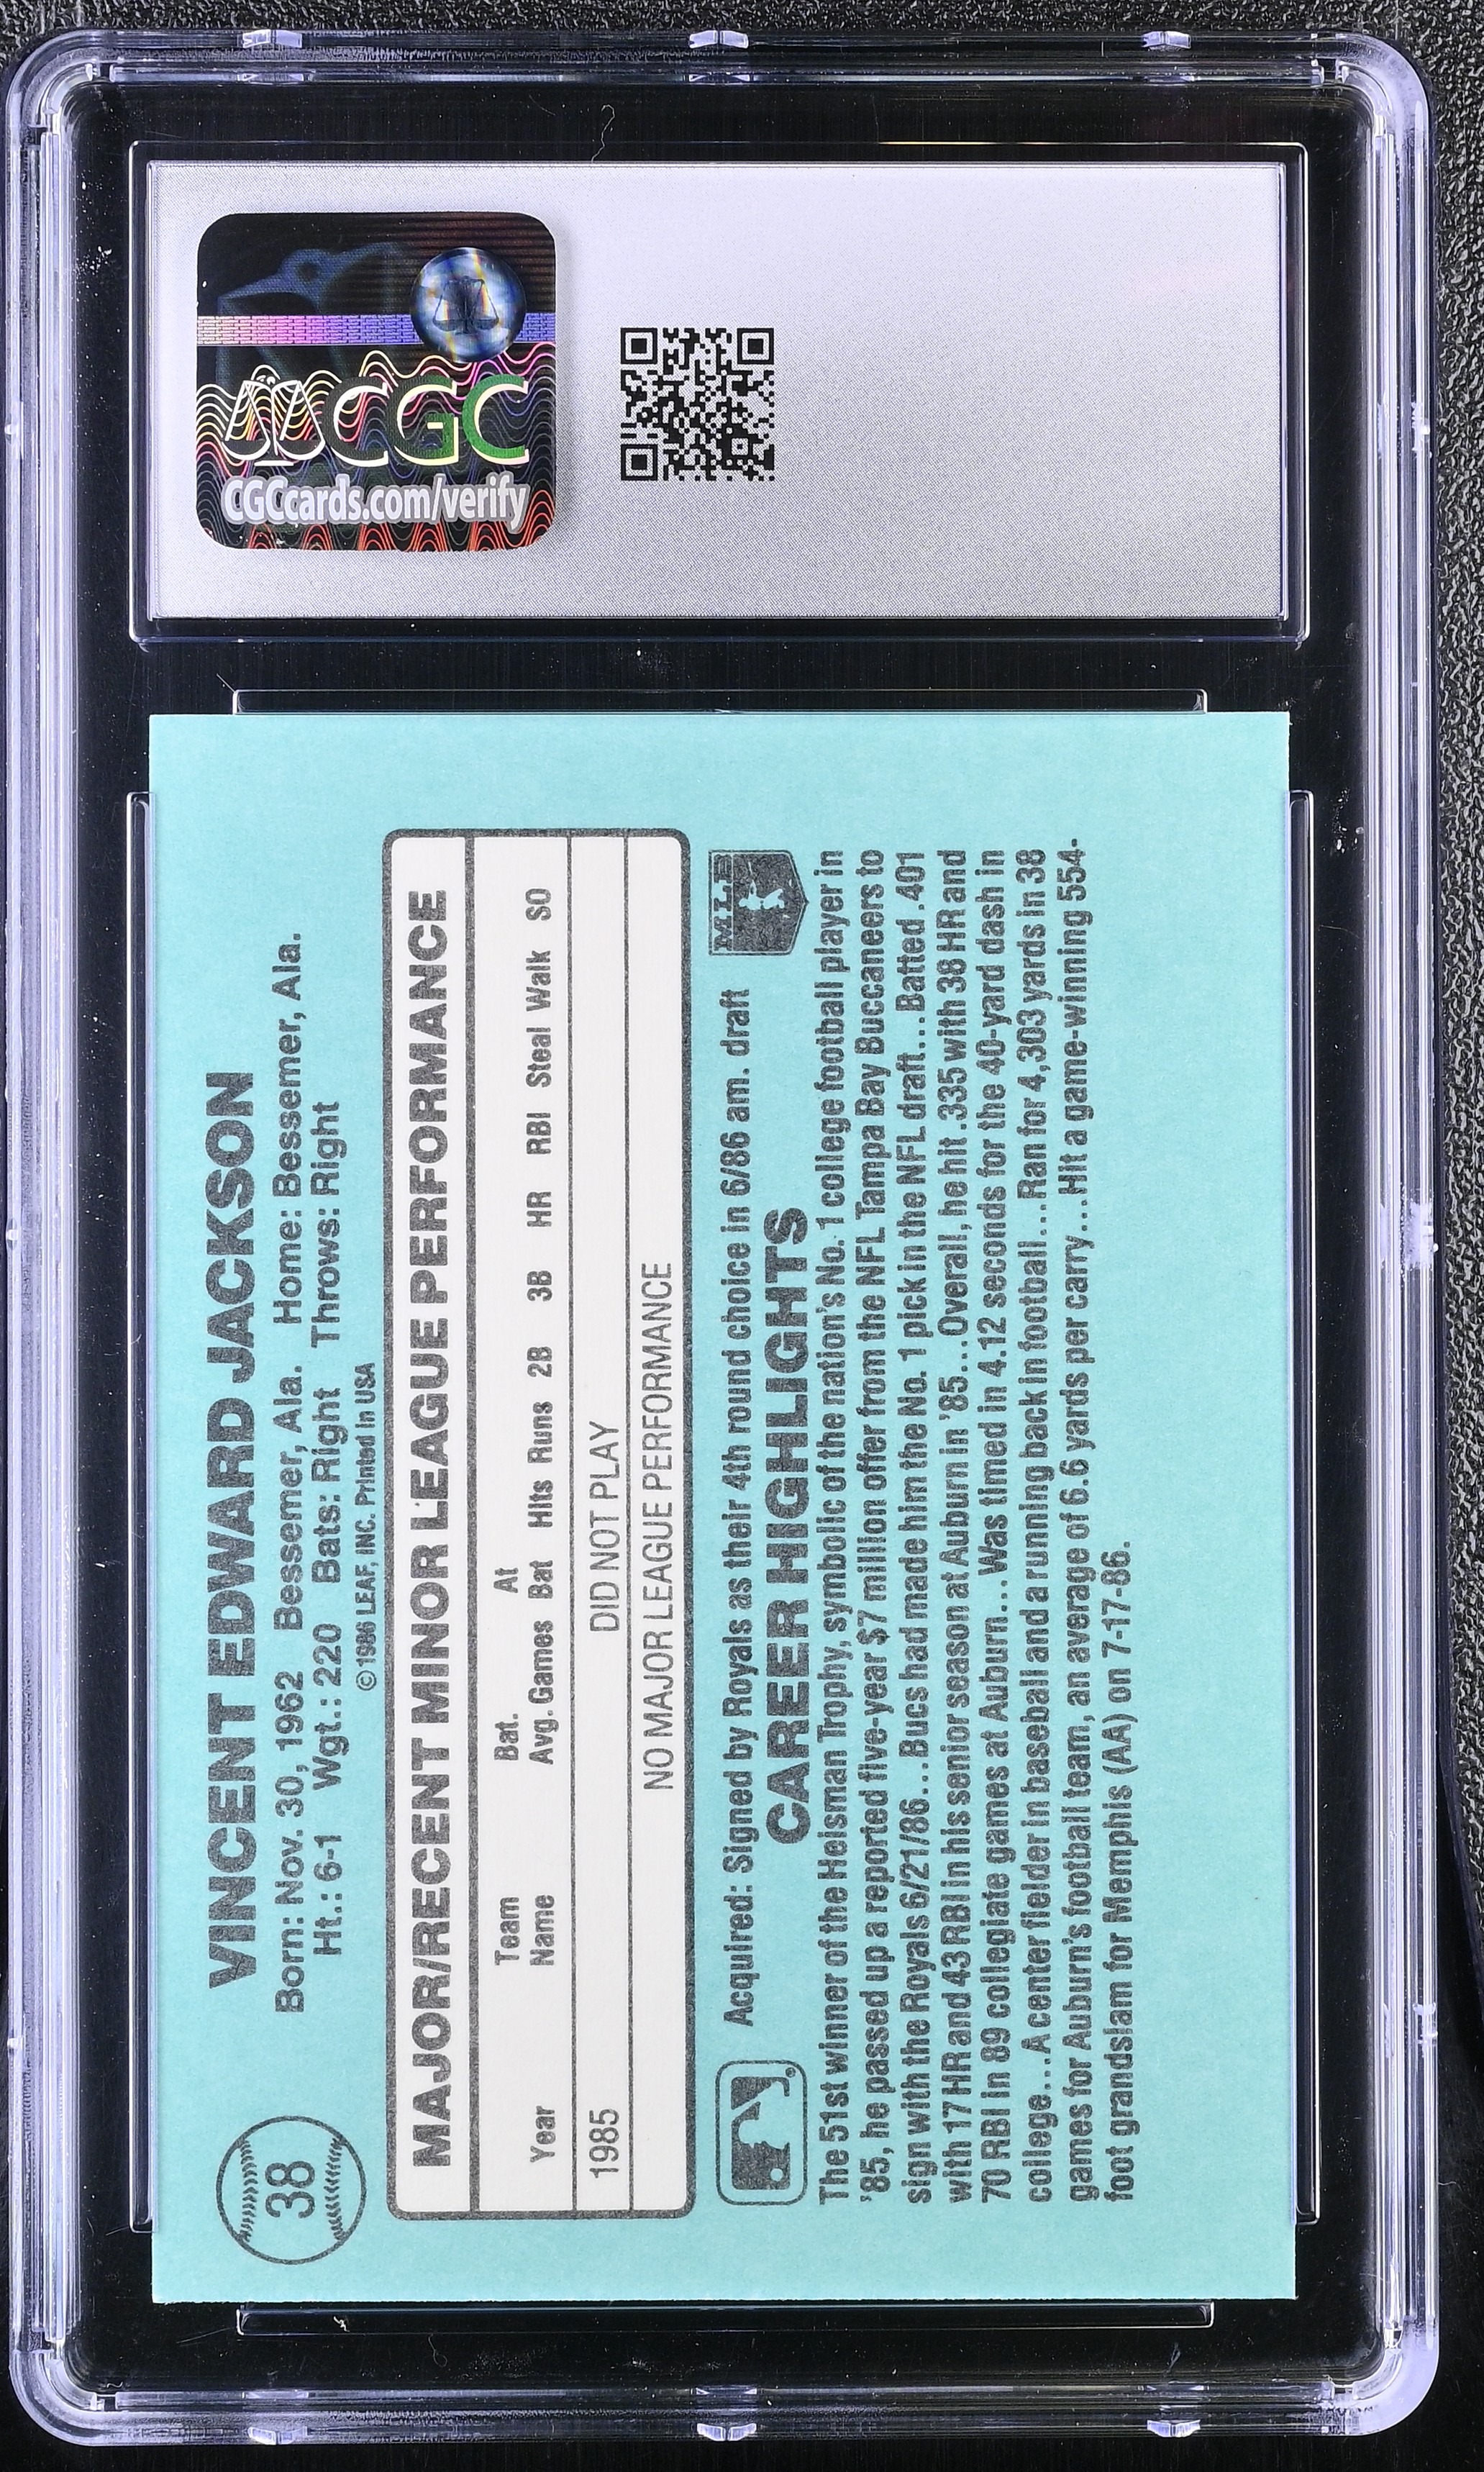 CGC
CGCcards.com/verify
38
VINCENT EDWARD JACKSON
Born: Nov. 30, 1962 Bessemer, Ala. Home: Bessemer, Ala.
Ht.: 6-1 Wgt.: 220 Bats: Right Throws: Right
©1986 LEAF, INC. Printed In USA
MAJOR/RECENT MINOR LEAGUE PERFORMANCE
Team Bat. At
Year Name Avg. Games Bat Hits Runs 2B 3B HR RBI Steal Walk SO
1985 DID NOT PLAY
NO MAJOR LEAGUE PERFORMANCE
Acquired: Signed by Royals as their 4th round choice in 6/86 am. draft
MLB
CAREER HIGHLIGHTS
The 51st winner of the Heisman Trophy, symbolic of the nation's No. 1 college football player in
'85, he passed up a reported five-year $7 million offer from the NFL Tampa Bay Buccaneers to
sign with the Royals 6/21/86...Bucs had made him the No. 1 pick in the NFL draft...Batted .401
with 17 HR and 43 RBI in his senior season at Auburn in '85...Overall, he hit .335 with 38 HR and
70 RBI in 89 collegiate games at Auburn...Was timed in 4.12 seconds for the 40-yard dash in
college...A center fielder in baseball and a running back in football...Ran for 4,303 yards in 38
games for Auburn's football team, an average of 6.6 yards per carry...Hit a game-winning 554-
foot grandslam for Memphis (AA) on 7-17-86.